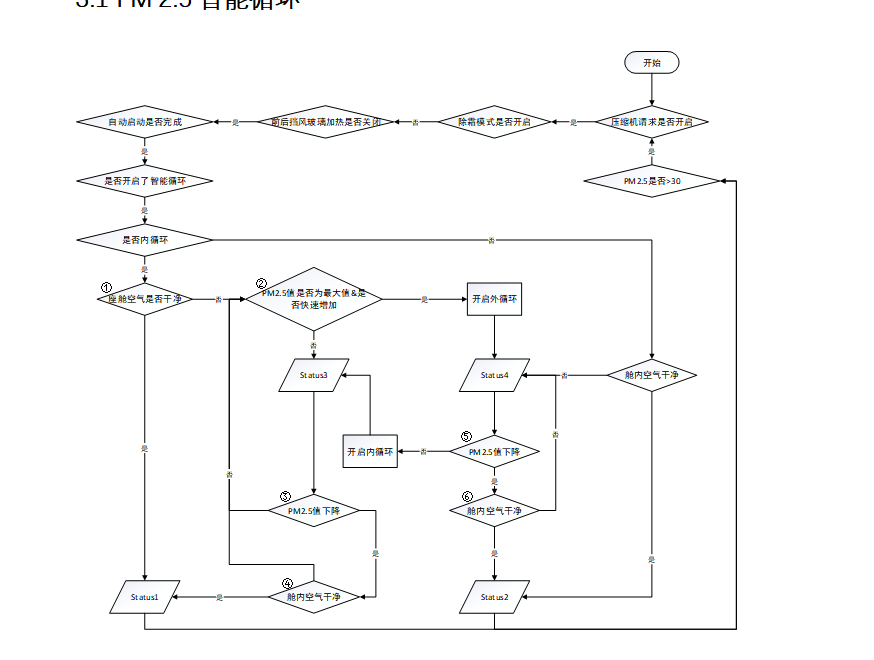 3.1 PM 2.5 智能循环
开始
自动启动是否完成
是
前后挡风玻璃加热是否关闭
否
除霜模式是否开启
是
压缩机请求是否开启
是
是
是否开启了智能循环
PM2.5是否>30
是
是否内循环
否
是
①
座舱空气是否干净
否
②
PM2.5值是否为最大值&是
否快速增加
是
开启外循环
否
Status3
Status4
否
舱内空气干净
是
开启内循环
否
⑤
PM2.5值下降
否
是
否
③
PM2.5值下降
⑥
舱内空气干净
是
是
是
④
舱内空气干净
是
Status1
Status2